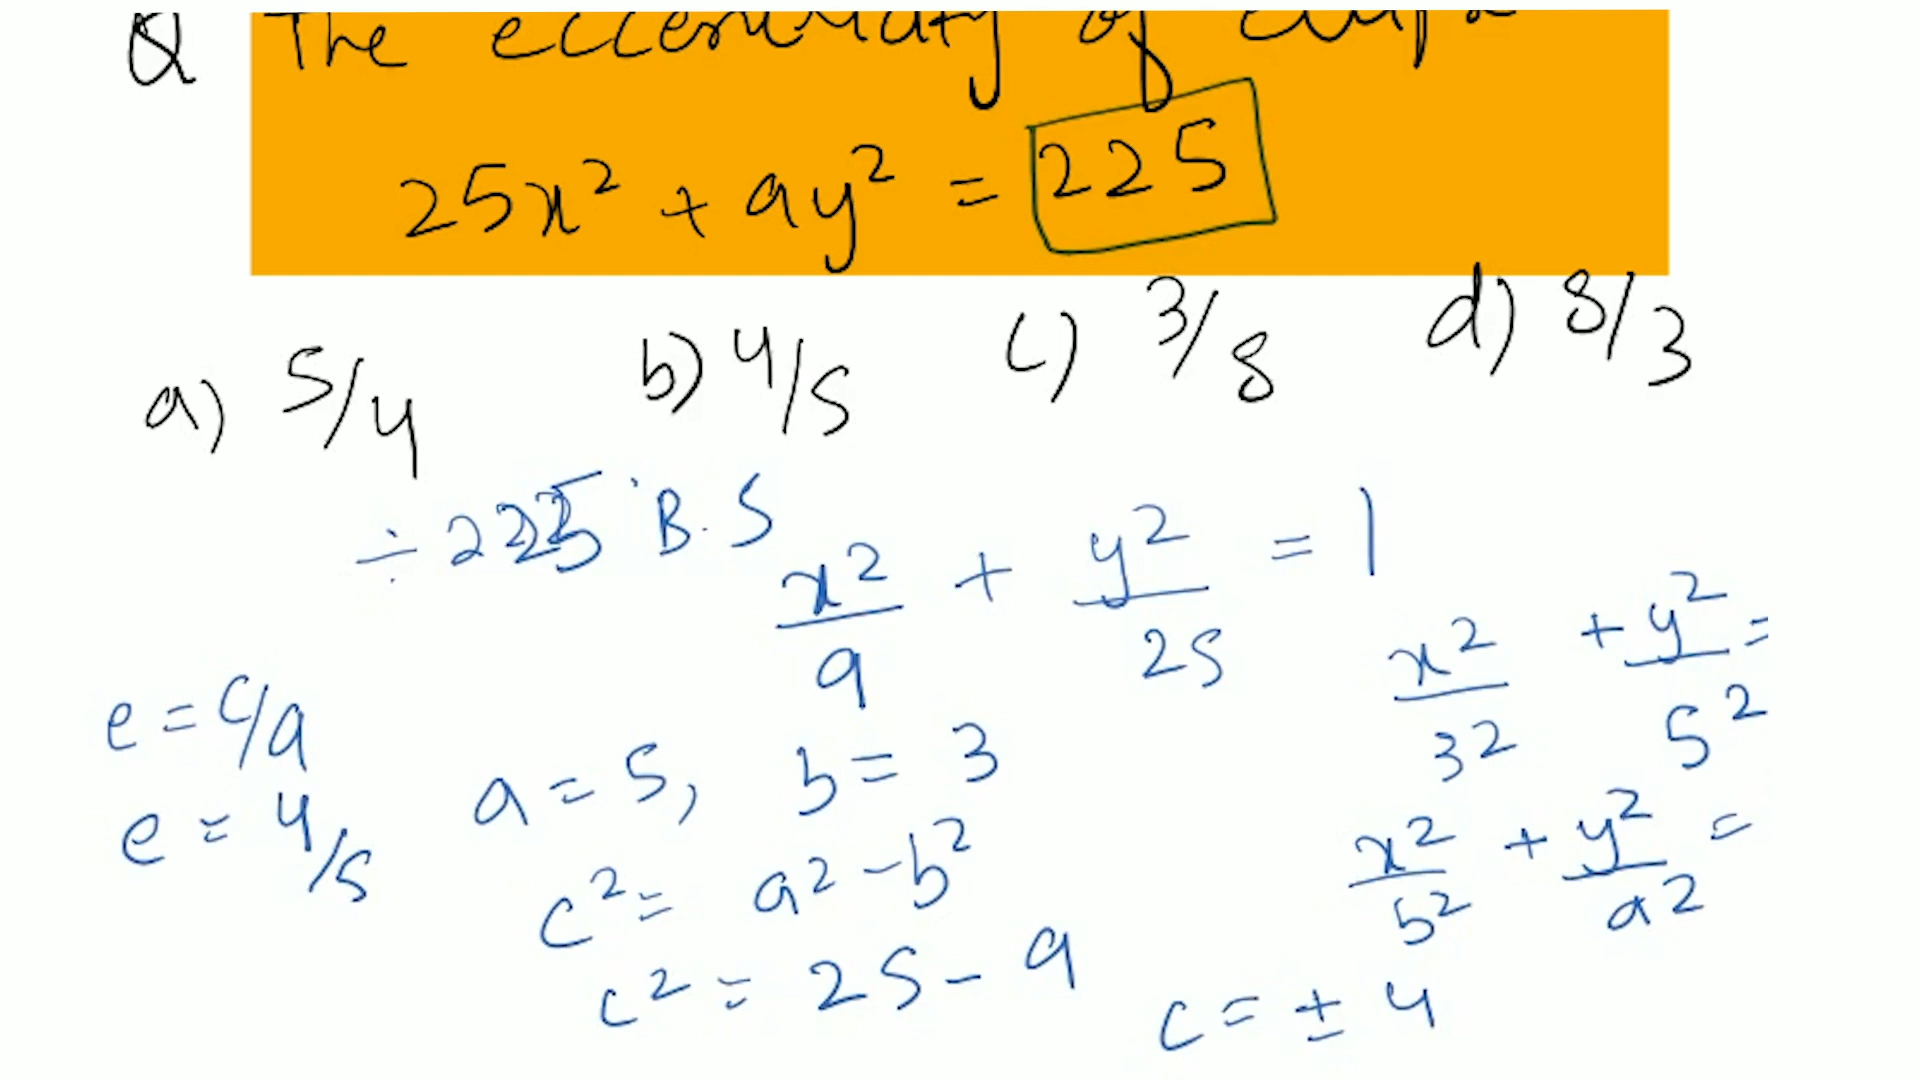 Q The eccentricity of ellipse
25x² + 9y² = 225
a) 5/4 b) 4/5 c) 3/8 d) 8/3
÷ 225 B.S
x²/9 + y²/25 = 1
x²/3² + y²/5² =
e = c/a
a = 5, b = 3
e = 4/5
x²/b² + y²/a² =
c² = a² - b²
c² = 25 - 9
c = ± 4